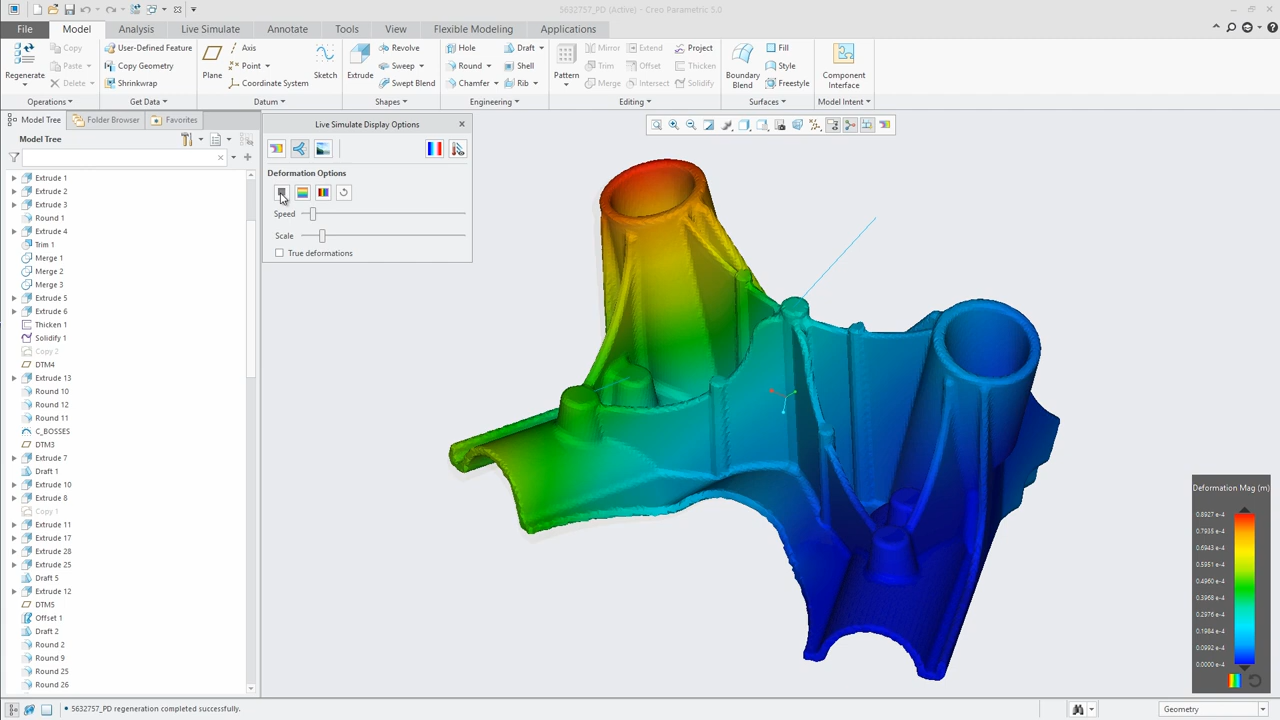 5632757_PD (Active) - Creo Parametric 5.0
File Model Analysis Live Simulate Annotate Tools View Flexible Modeling Applications
Copy User-Defined Feature Axis Revolve Hole Draft Mirror Extend Project Fill
Regenerate Paste Copy Geometry Plane Point Sketch Extrude Sweep Round Shell Pattern Trim Offset Thicken Boundary Blend Style Component Interface
Delete Shrinkwrap Coordinate System Swept Blend Chamfer Rib Merge Intersect Solidify Freestyle
Operations Get Data Datum Shapes Engineering Editing Surfaces Model Intent
Model Tree Folder Browser Favorites
Model Tree
Extrude 1
Extrude 2
Extrude 3
Round 1
Extrude 4
Trim 1
Merge 1
Merge 2
Merge 3
Extrude 5
Extrude 6
Thicken 1
Solidify 1
Copy 2
DTM4
Extrude 13
Round 10
Round 12
Round 11
C_BOSSES
DTM3
Extrude 7
Draft 1
Extrude 10
Extrude 8
Copy 1
Extrude 11
Extrude 17
Extrude 28
Extrude 25
Draft 5
Extrude 12
DTM5
Offset 1
Draft 2
Round 2
Round 9
Round 25
Round 26
Live Simulate Display Options
Deformation Options
Speed
Scale
True deformations
Deformation Mag (m)
0.8927 e-4
0.7935 e-4
0.6943 e-4
0.5951 e-4
0.4960 e-4
0.3968 e-4
0.2976 e-4
0.1984 e-4
0.0992 e-4
0.0000 e-4
• 5632757_PD regeneration completed successfully.
Geometry